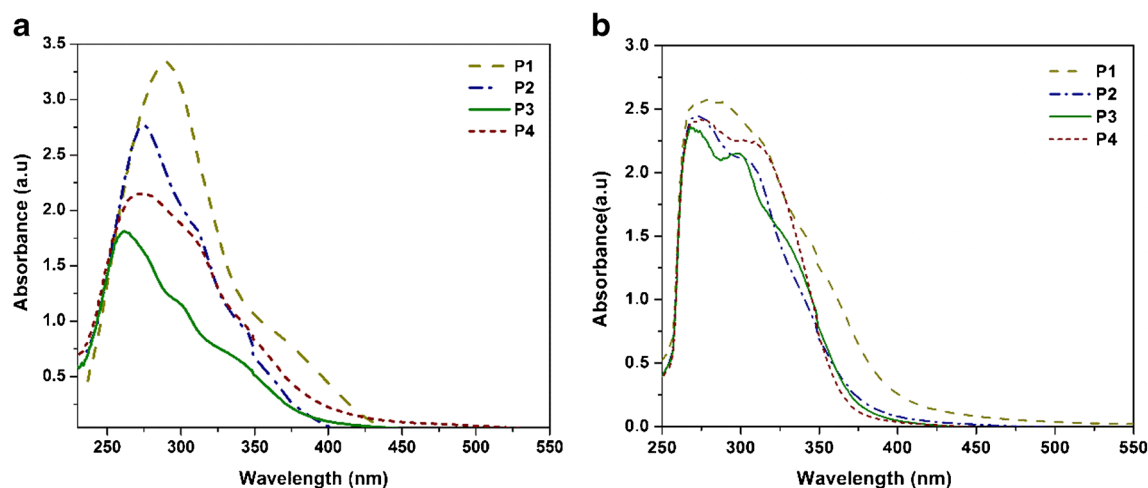 a
3.5
3.0
2.5
2.0
1.5
1.0
0.5
Absorbance (a.u)
250 300 350 400 450 500 550
Wavelength (nm)
P1
P2
P3
P4
b
3.0
2.5
2.0
1.5
1.0
0.5
0.0
Absorbance(a.u)
250 300 350 400 450 500 550
Wavelength (nm)
P1
P2
P3
P4